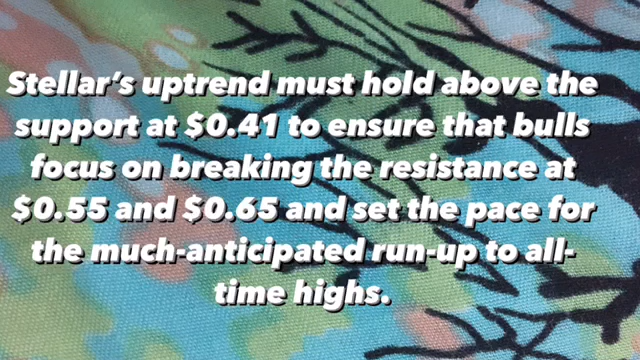 Stellar’s uptrend must hold above the
support at $0.41 to ensure that bulls
focus on breaking the resistance at
$0.55 and $0.65 and set the pace for
the much-anticipated run-up to all-
time highs.